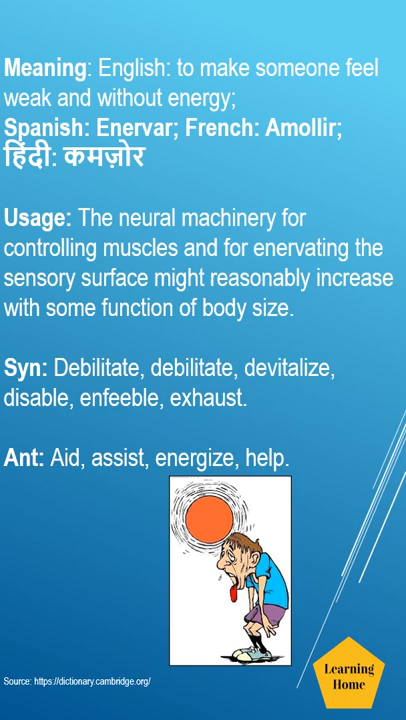 Meaning: English: to make someone feel
weak and without energy;
Spanish: Enervar; French: Amollir;
हिंदी: कमज़ोर
Usage: The neural machinery for
controlling muscles and for enervating the
sensory surface might reasonably increase
with some function of body size.
Syn: Debilitate, debilitate, devitalize,
disable, enfeeble, exhaust.
Ant: Aid, assist, energize, help.
Learning
Home
Source: https://dictionary.cambridge.org/